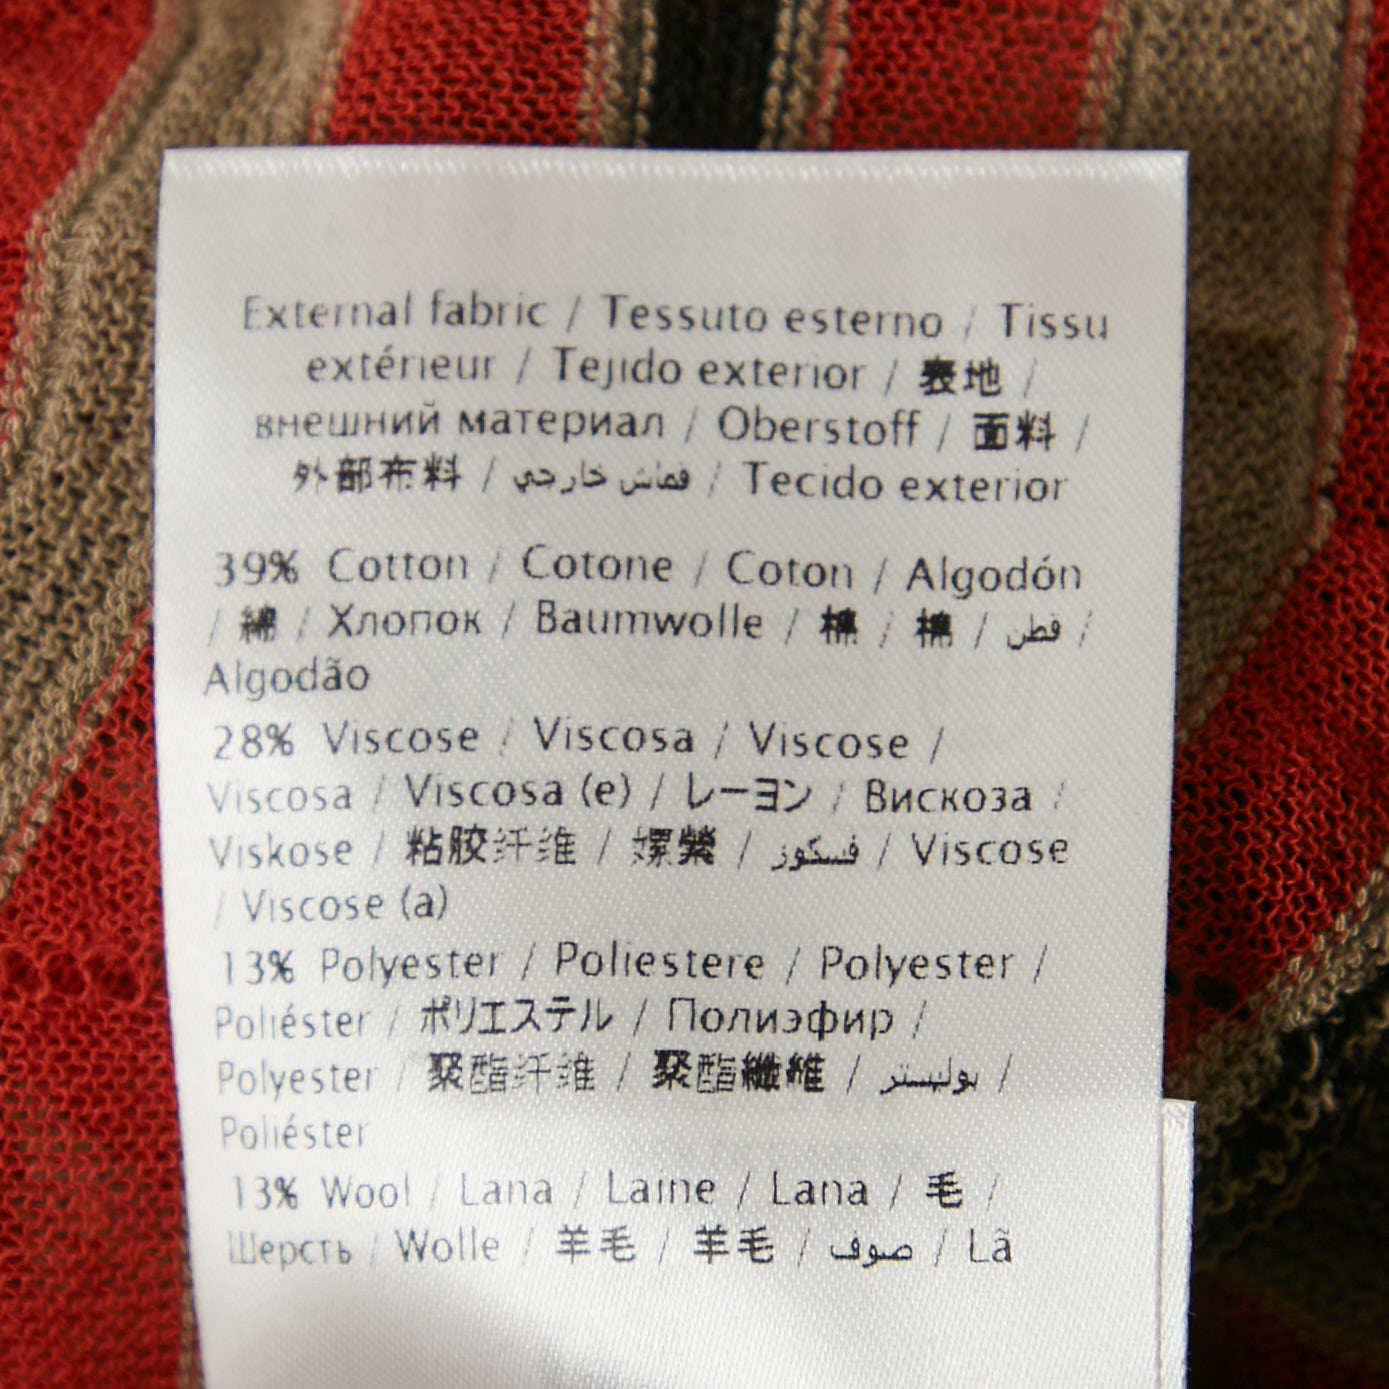 External fabric / Tessuto esterno / Tissu
extérieur / Tejido exterior / 表地 /
внешний материал / Oberstoff / 面料 /
外部布料 / قماش خارجي / Tecido exterior
39% Cotton / Cotone / Coton / Algodón
/ 綿 / Хлопок / Baumwolle / 棉 / 棉 / قطن /
Algodão
28% Viscose / Viscosa / Viscose /
Viscosa / Viscosa (e) / レーヨン / Вискоза /
Viskose / 粘胶纤维 / 嫘縈 / فسكوز / Viscose
/ Viscose (a)
13% Polyester / Poliestere / Polyester /
Poliéster / ポリエステル / Полиэфир /
Polyester / 聚酯纤维 / 聚酯纖維 / بوليستر /
Poliéster
13% Wool / Lana / Laine / Lana / 毛 /
Шерсть / Wolle / 羊毛 / 羊毛 / صوف / Lã